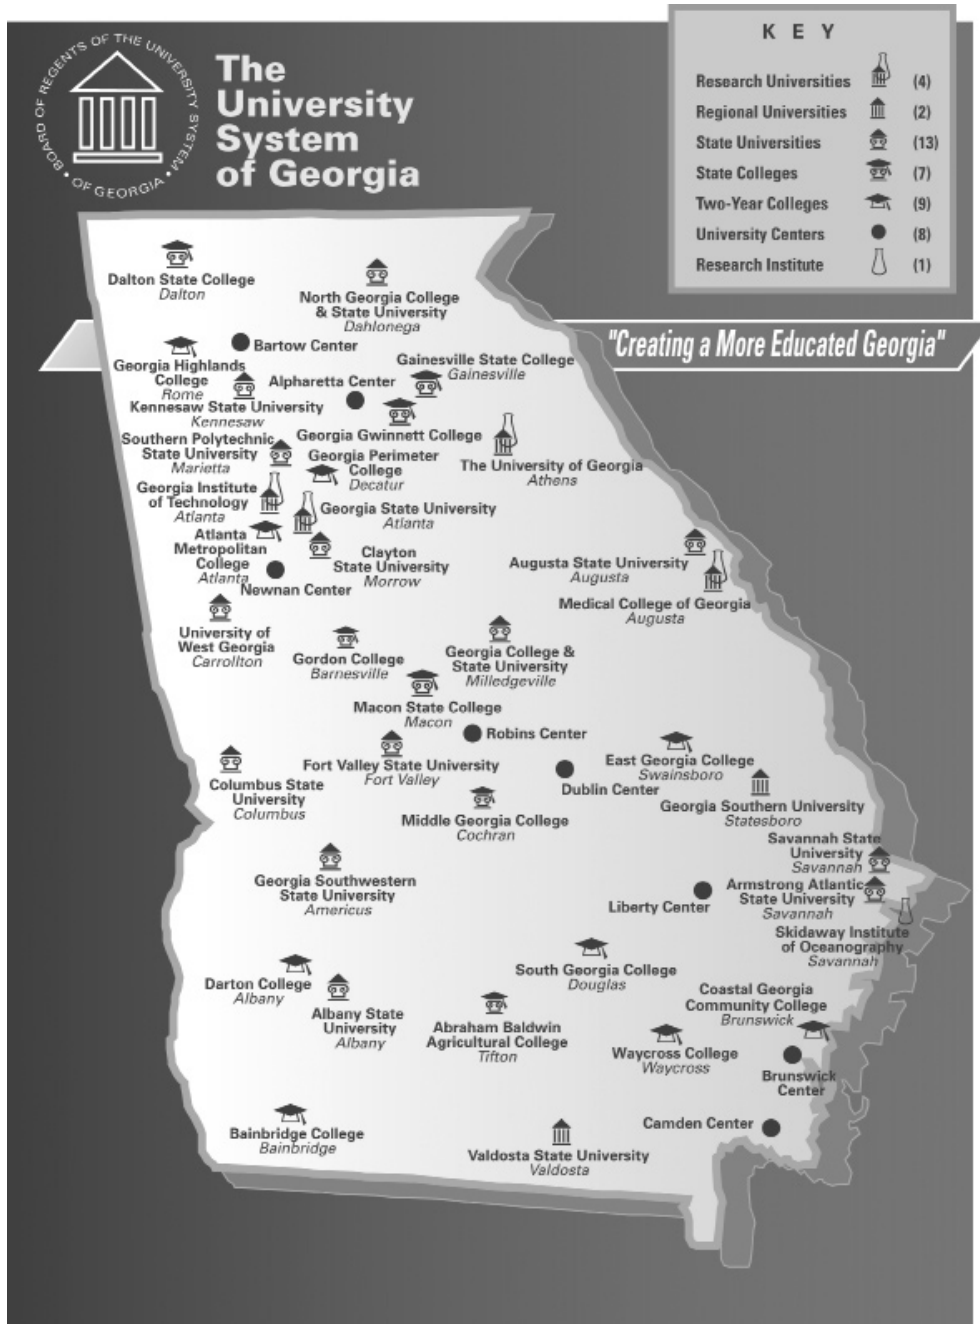 BOARD OF REGENTS OF THE UNIVERSITY SYSTEM
• OF GEORGIA •
The
University
System
of Georgia
KEY
Research Universities (4)
Regional Universities (2)
State Universities (13)
State Colleges (7)
Two-Year Colleges (9)
University Centers (8)
Research Institute (1)
"Creating a More Educated Georgia"
Dalton State College
Dalton
North Georgia College
& State University
Dahlonega
Bartow Center
Georgia Highlands
College
Rome
Gainesville State College
Gainesville
Alpharetta Center
Kennesaw State University
Kennesaw
Georgia Gwinnett College
Southern Polytechnic
State University
Marietta
Georgia Perimeter
College
Decatur
The University of Georgia
Athens
Georgia Institute
of Technology
Atlanta
Georgia State University
Atlanta
Atlanta
Metropolitan
College
Atlanta
Clayton
State University
Morrow
Newnan Center
Augusta State University
Augusta
Medical College of Georgia
Augusta
University of
West Georgia
Carrollton
Gordon College
Barnesville
Georgia College &
State University
Milledgeville
Macon State College
Macon
Robins Center
Fort Valley State University
Fort Valley
East Georgia College
Swainsboro
Dublin Center
Columbus State
University
Columbus
Georgia Southern University
Statesboro
Middle Georgia College
Cochran
Savannah State
University
Savannah
Georgia Southwestern
State University
Americus
Armstrong Atlantic
State University
Savannah
Liberty Center
Skidaway Institute
of Oceanography
Savannah
Darton College
Albany
South Georgia College
Douglas
Coastal Georgia
Community College
Brunswick
Albany State
University
Albany
Abraham Baldwin
Agricultural College
Tifton
Waycross College
Waycross
Brunswick
Center
Camden Center
Bainbridge College
Bainbridge
Valdosta State University
Valdosta